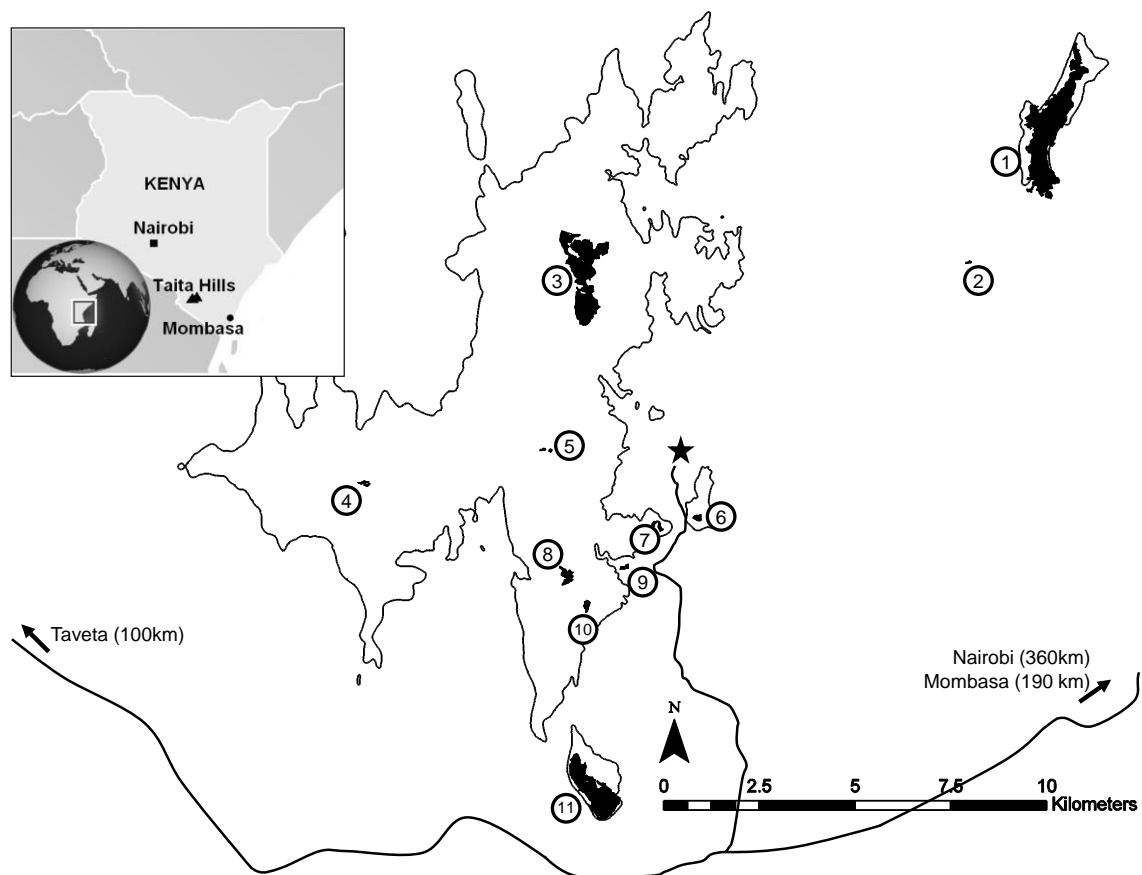 KENYA
Nairobi
Taita Hills
Mombasa
1
2
3
4
5
6
7
8
9
10
11
Taveta (100km)
Nairobi (360km)
Mombasa (190 km)
N
0 2.5 5 7.5 10
Kilometers